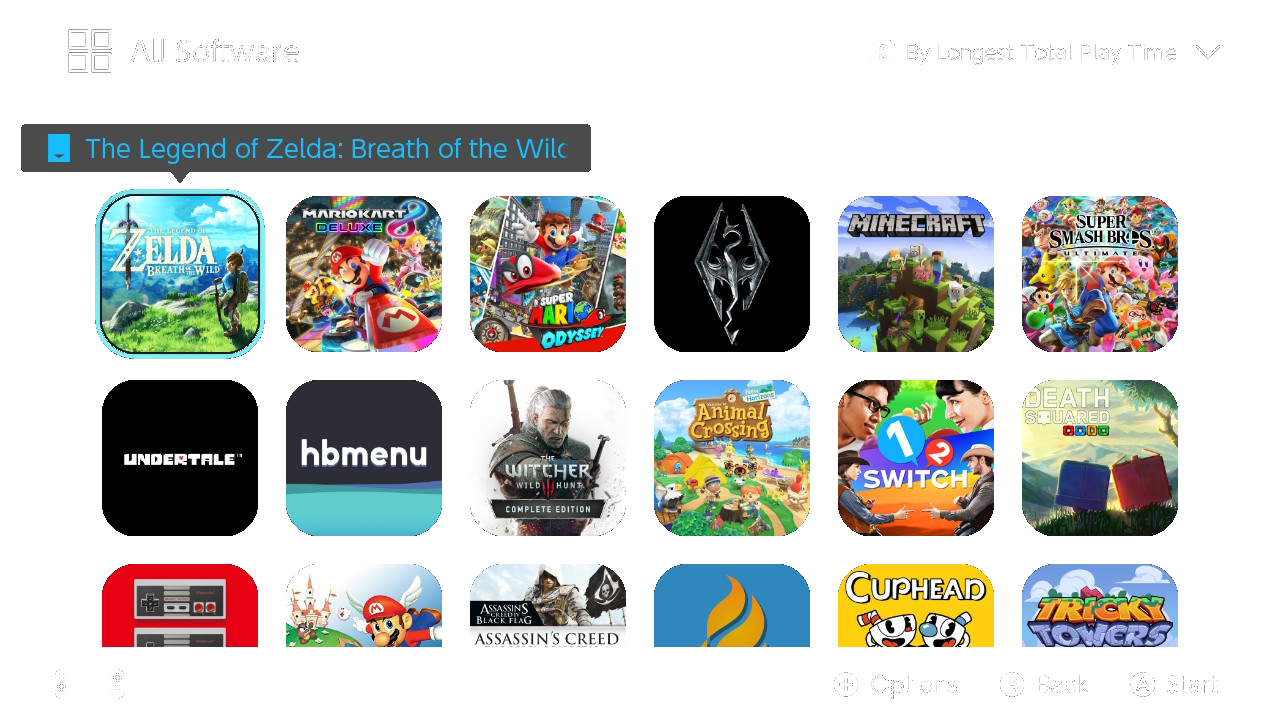 All Software
By Longest Total Play Time
The Legend of Zelda: Breath of the Wild
THE LEGEND OF
ZELDA
BREATH OF THE WILD
MARIOKART 8
DELUXE
SUPER
MARIO
ODYSSEY
MINECRAFT
SUPER
SMASH BROS.
ULTIMATE
UNDERTALE™
hbmenu
THE
WITCHER
WILD HUNT
COMPLETE EDITION
New Horizons
Animal
Crossing
1 2
SWITCH
DEATH
SQUARED
ASSASSIN'S
CREED IV
BLACK FLAG
ASSASSIN'S CREED
CUPHEAD
TRICKY
TOWERS
Options
B Back
A Start